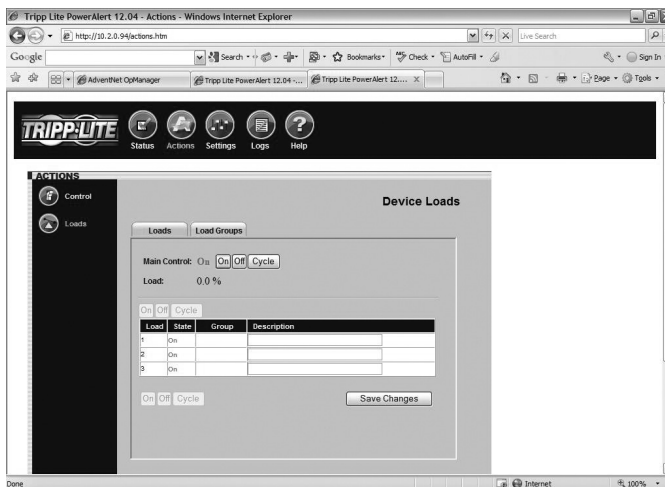 Tripp Lite PowerAlert 12.04 - Actions - Windows Internet Explorer
http://10.2.0.94/actions.htm
Live Search
Google
Search
Bookmarks
Check
AutoFill
Sign In
AdventNet OpManager
Tripp Lite PowerAlert 12.04 -...
Tripp Lite PowerAlert 12....
Page
Tools
TRIPP·LITE
Status
Actions
Settings
Logs
Help
ACTIONS
Control
Loads
Device Loads
Loads
Load Groups
Main Control: On On Off Cycle
Load: 0.0 %
On Off Cycle
Load State Group Description
1 On
2 On
3 On
On Off Cycle
Save Changes
Done
Internet
100%